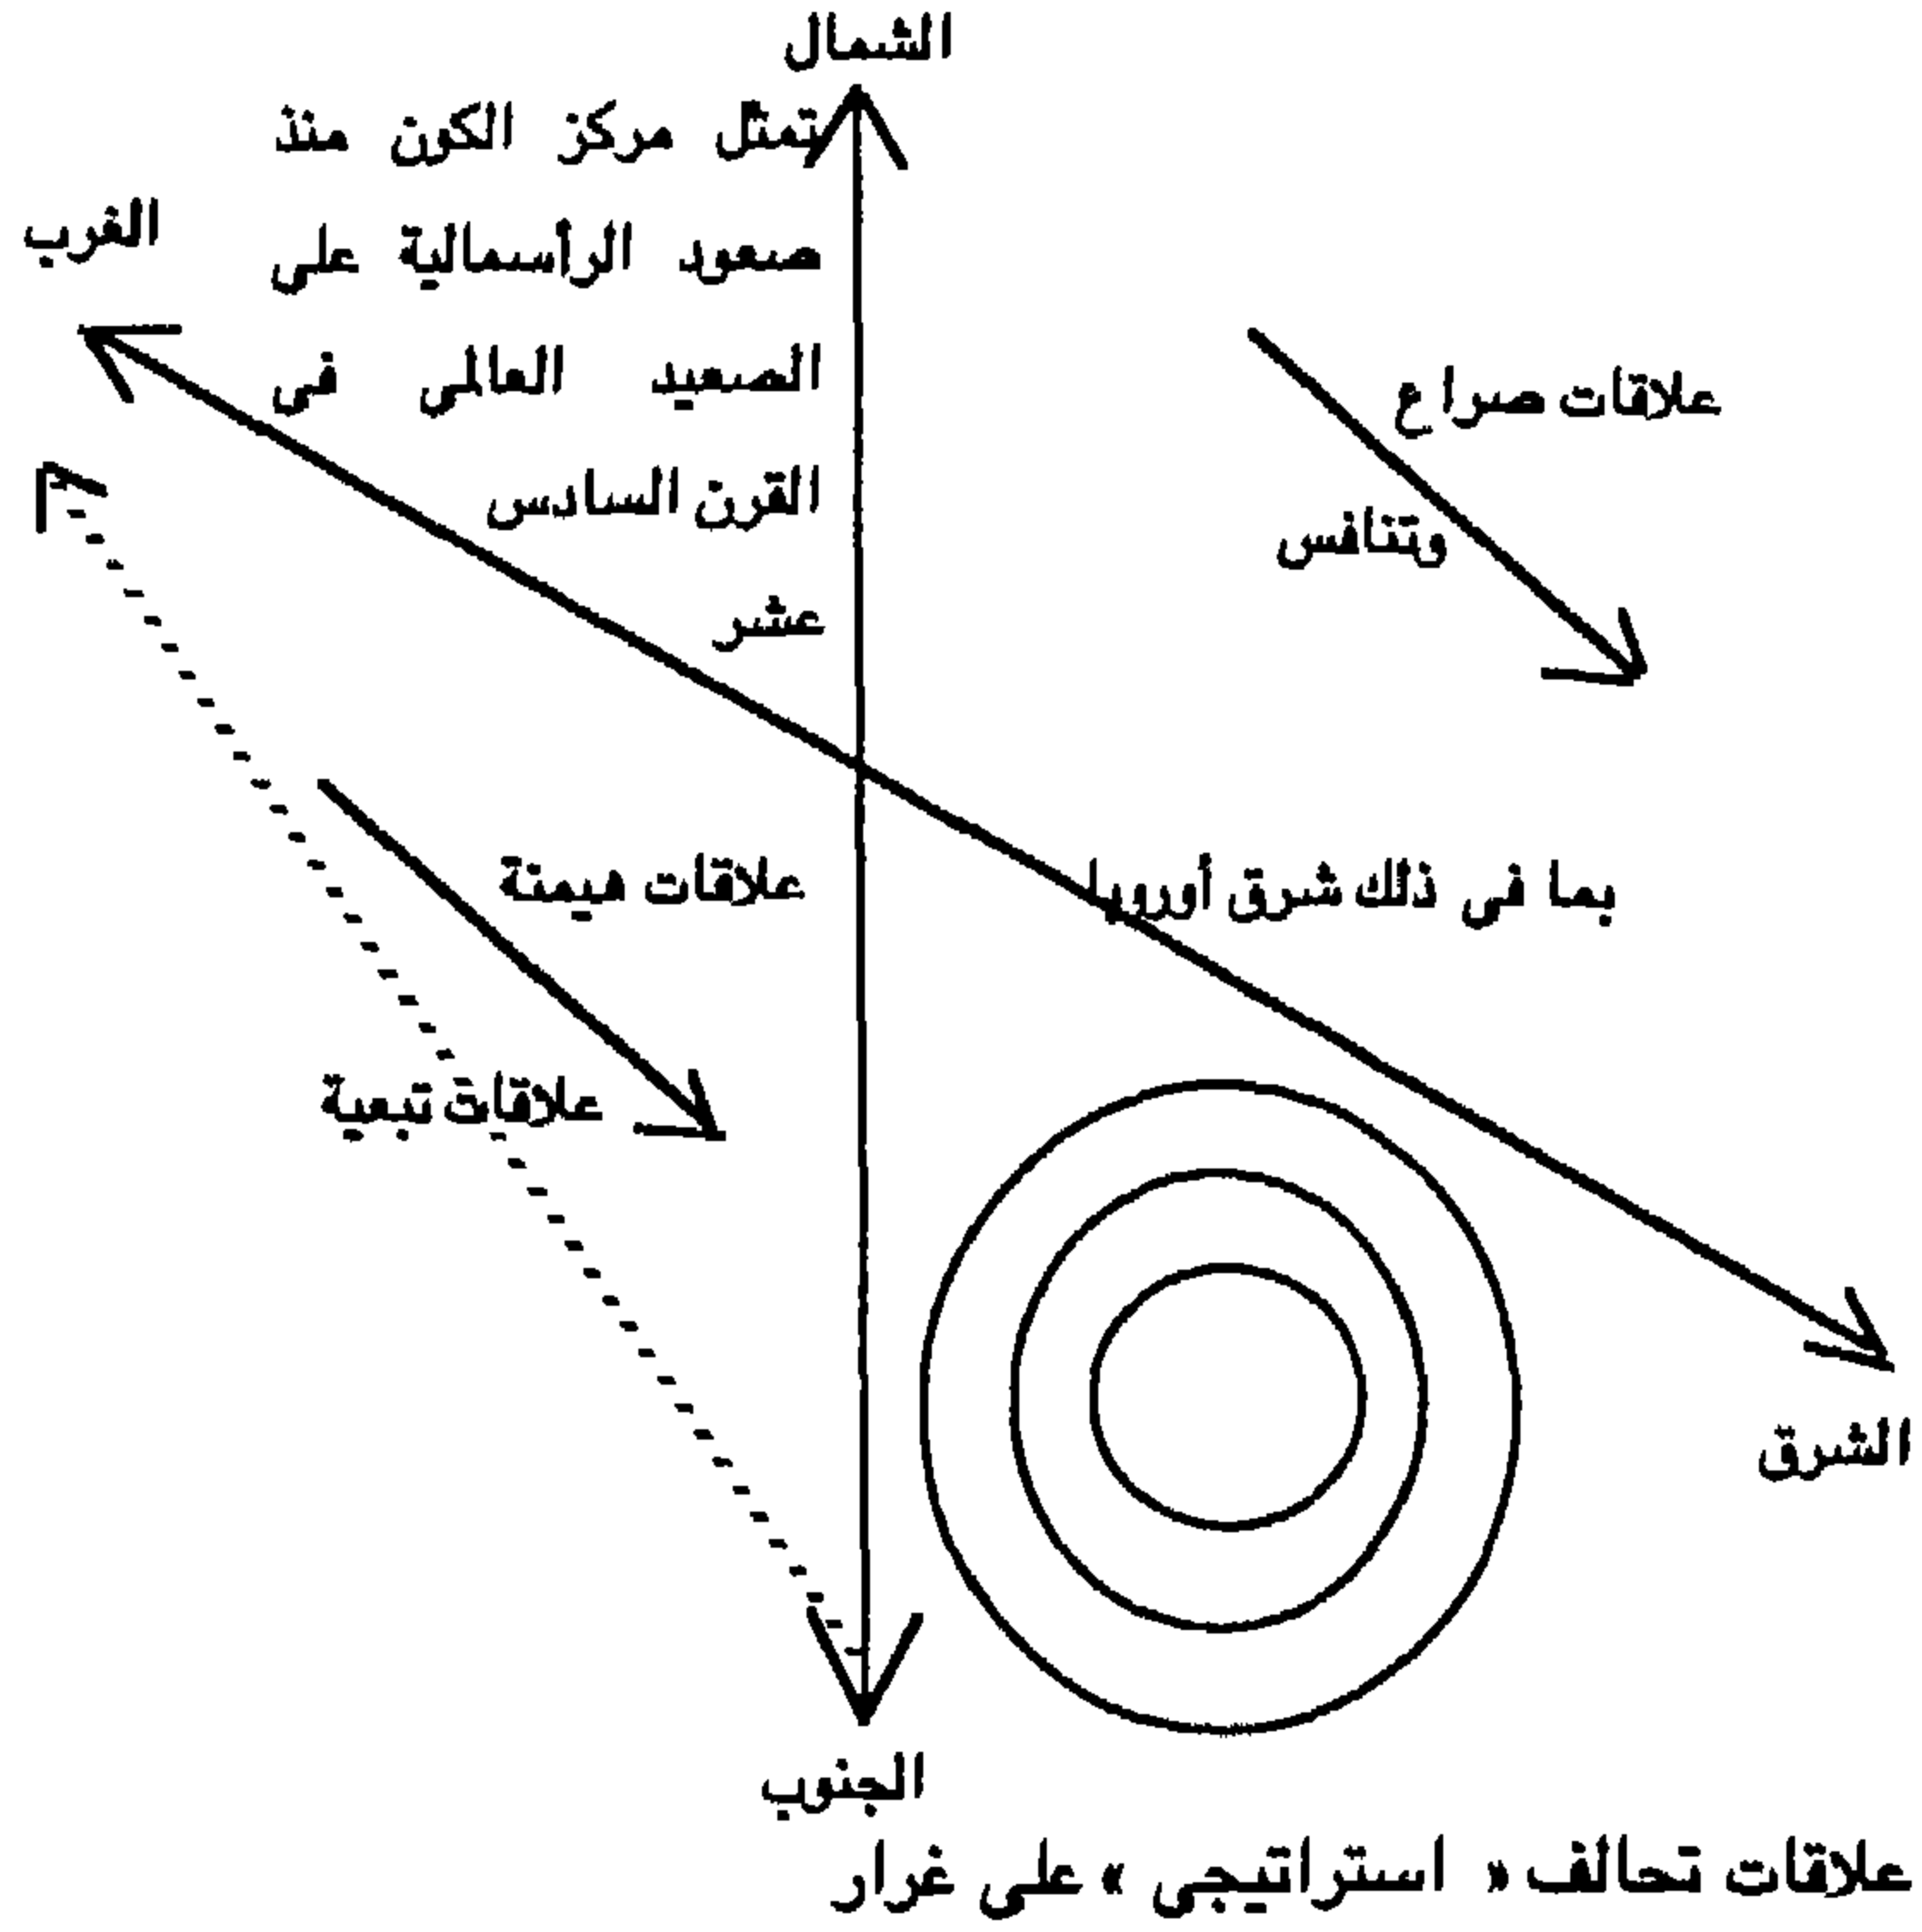 الشمال
تمثل مركز الكون منذ
صعود الرأسمالية على
الصعيد العالمي في
القرن السادس
عشر
الغرب
علاقات صراع
وتنافس
علاقات هيمنة
بما في ذلك شرق أوروبا
علاقات تبعية
الشرق
الجنوب
علاقات تحالف « استراتيجى » على غرار